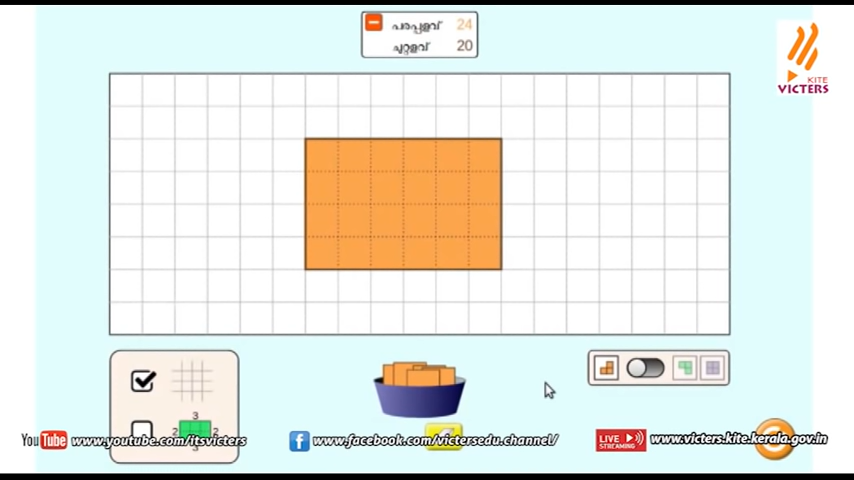 പരപ്പളവ് 24
ചുറ്റളവ് 20
KITE
VICTERS
3
2 2
3
YouTube www.youtube.com/itsvicters
f www.facebook.com/victersedu.channel/
LIVE STREAMING www.victers.kite.kerala.gov.in